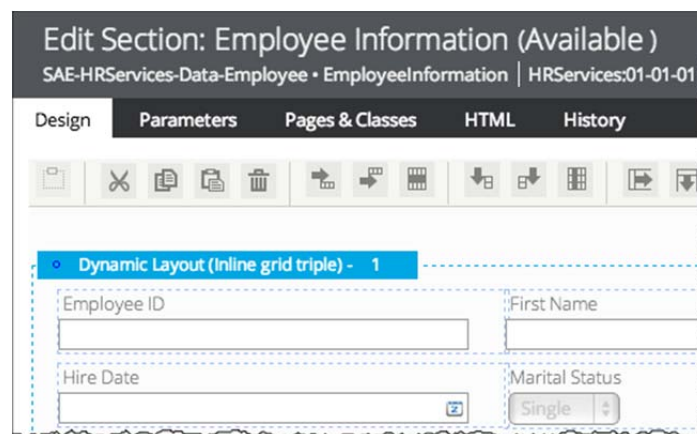 Edit Section: Employee Information (Available )
SAE-HRServices-Data-Employee • EmployeeInformation | HRServices:01-01-01
Design Parameters Pages & Classes HTML History
Dynamic Layout (Inline grid triple) - 1
Employee ID First Name
Hire Date Marital Status
Single